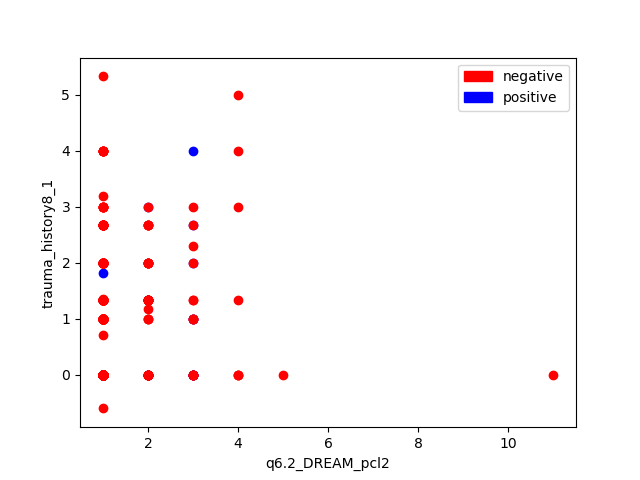 negative
positive
5
4
3
2
1
0
trauma_history8_1
2
4
6
8
10
q6.2_DREAM_pcl2